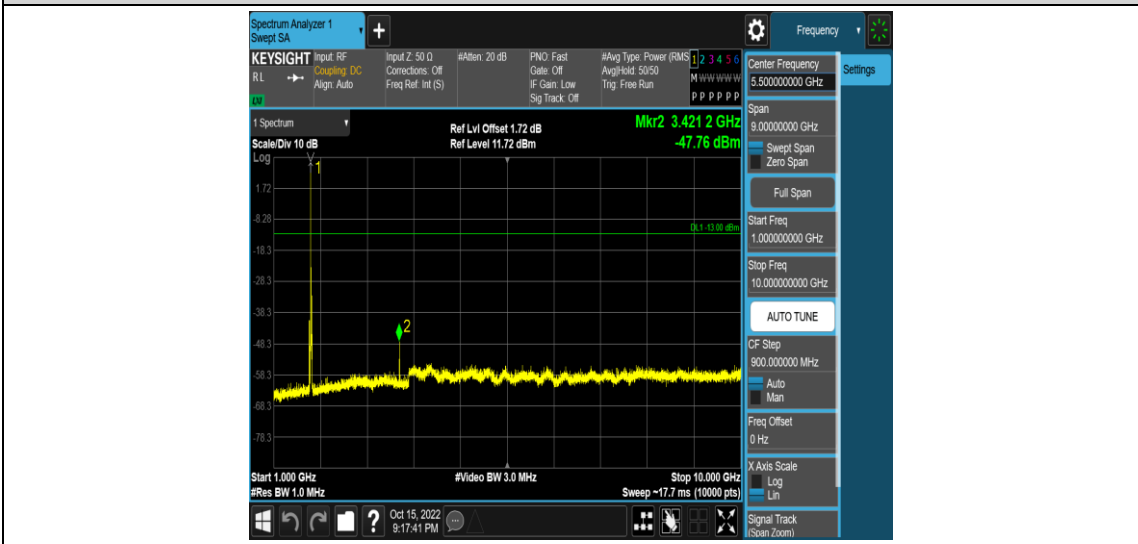 Spectrum Analyzer 1
Swept SA
+
Frequency
KEYSIGHT Input: RF
RL
Coupling: DC
Align: Auto
LXI
Input Z: 50 Ω
Corrections: Off
Freq Ref: Int (S)
#Atten: 20 dB
PNO: Fast
Gate: Off
IF Gain: Low
Sig Track: Off
#Avg Type: Power (RMS
Avg|Hold: 50/50
Trig: Free Run
1 2 3 4 5 6
M W W W W W
P P P P P P
1 Spectrum
Scale/Div 10 dB
Ref Lvl Offset 1.72 dB
Ref Level 11.72 dBm
Mkr2 3.421 2 GHz
-47.76 dBm
Log
1
1.72
-8.28
DL1 -13.00 dBm
-18.3
-28.3
-38.3
2
-48.3
-58.3
-68.3
-78.3
Start 1.000 GHz
#Video BW 3.0 MHz
Stop 10.000 GHz
#Res BW 1.0 MHz
Sweep ~17.7 ms (10000 pts)
Center Frequency
5.500000000 GHz
Settings
Span
9.00000000 GHz
Swept Span
Zero Span
Full Span
Start Freq
1.000000000 GHz
Stop Freq
10.000000000 GHz
AUTO TUNE
CF Step
900.000000 MHz
Auto
Man
Freq Offset
0 Hz
X Axis Scale
Log
Lin
Signal Track
(Span Zoom)
?
Oct 15, 2022
9:17:41 PM